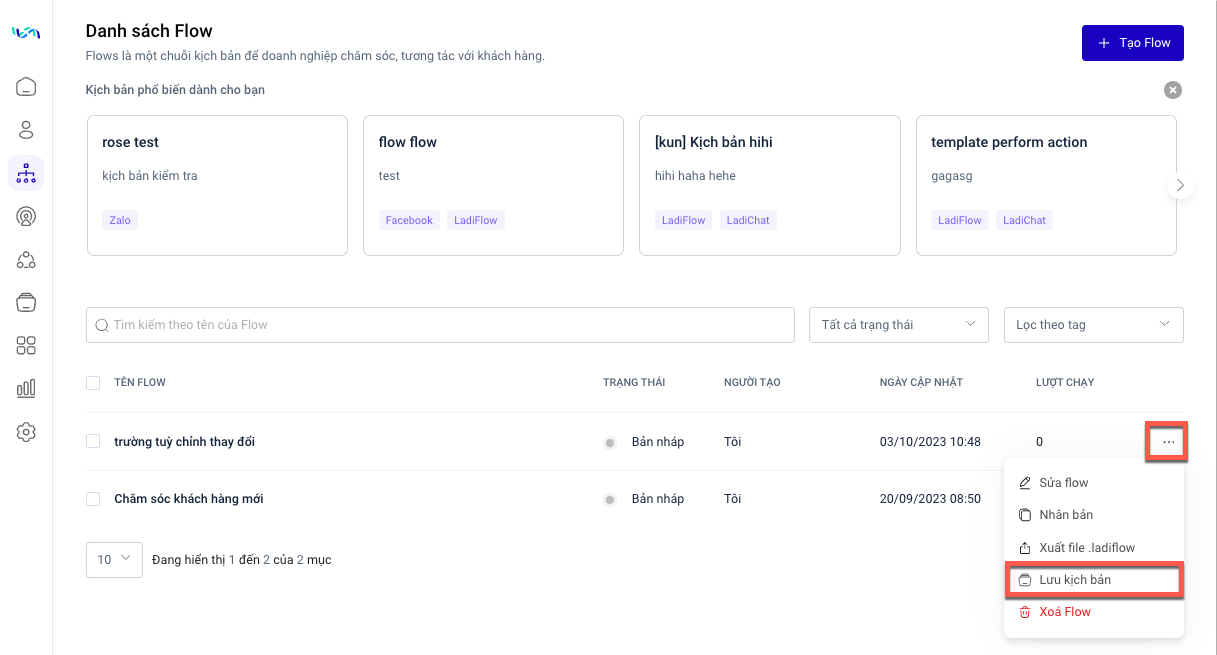 Danh sách Flow
Flows là một chuỗi kịch bản để doanh nghiệp chăm sóc, tương tác với khách hàng.
Tạo Flow
Kịch bản phổ biến dành cho bạn
rose test
kịch bản kiểm tra
Zalo
flow flow
test
Facebook LadiFlow
[kun] Kịch bản hihi
hihi haha hehe
LadiFlow LadiChat
template perform action
gagasg
LadiFlow LadiChat
Tìm kiếm theo tên của Flow
Tất cả trạng thái
Lọc theo tag
TÊN FLOW TRẠNG THÁI NGƯỜI TẠO NGÀY CẬP NHẬT LƯỢT CHẠY
trường tuỳ chỉnh thay đổi Bản nháp Tôi 03/10/2023 10:48 0 ...
Chăm sóc khách hàng mới Bản nháp Tôi 20/09/2023 08:50
Sửa flow
Nhân bản
Xuất file .ladiflow
Lưu kịch bản
Xoá Flow
10 Đang hiển thị 1 đến 2 của 2 mục